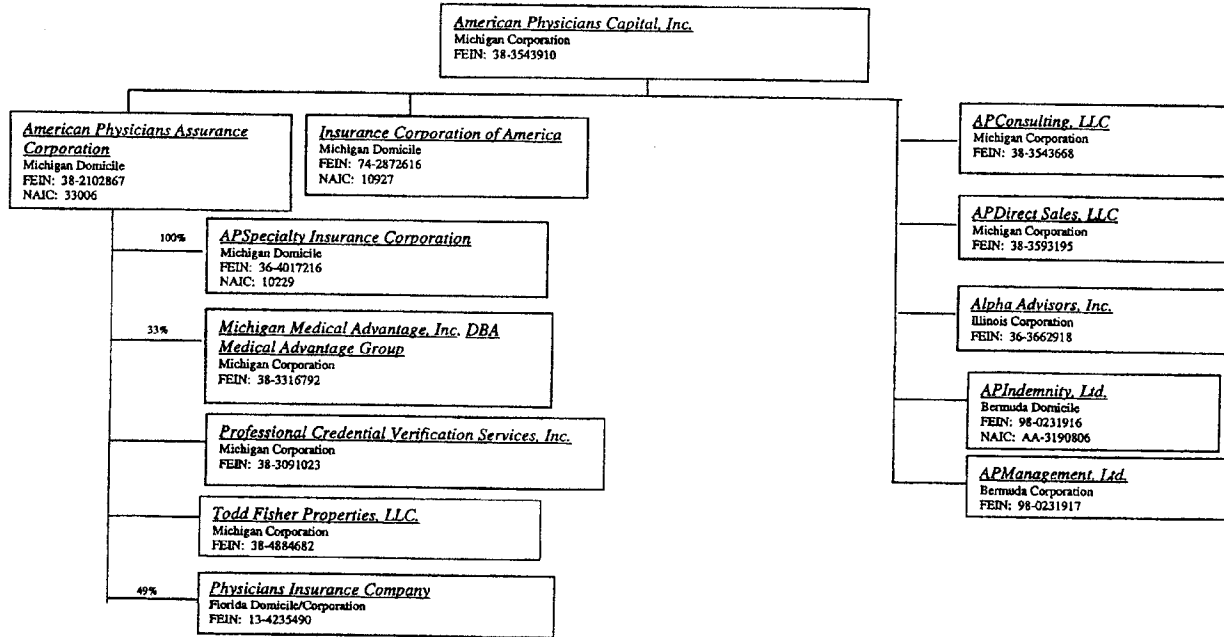 American Physicians Capital, Inc.
Michigan Corporation
FEIN: 38-3543910
American Physicians Assurance
Corporation
Michigan Domicile
FEIN: 38-2102867
NAIC: 33006
Insurance Corporation of America
Michigan Domicile
FEIN: 74-2872616
NAIC: 10927
100%
APSpecialty Insurance Corporation
Michigan Domicile
FEIN: 36-4017216
NAIC: 10229
33%
Michigan Medical Advantage, Inc. DBA
Medical Advantage Group
Michigan Corporation
FEIN: 38-3316792
Professional Credential Verification Services, Inc.
Michigan Corporation
FEIN: 38-3091023
Todd Fisher Properties, LLC.
Michigan Corporation
FEIN: 38-4884682
49%
Physicians Insurance Company
Florida Domicile/Corporation
FEIN: 13-4235490
APConsulting, LLC
Michigan Corporation
FEIN: 38-3543668
APDirect Sales, LLC
Michigan Corporation
FEIN: 38-3593195
Alpha Advisors, Inc.
Illinois Corporation
FEIN: 36-3662918
APIndemnity, Ltd.
Bermuda Domicile
FEIN: 98-0231916
NAIC: AA-3190806
APManagement, Ltd.
Bermuda Corporation
FEIN: 98-0231917